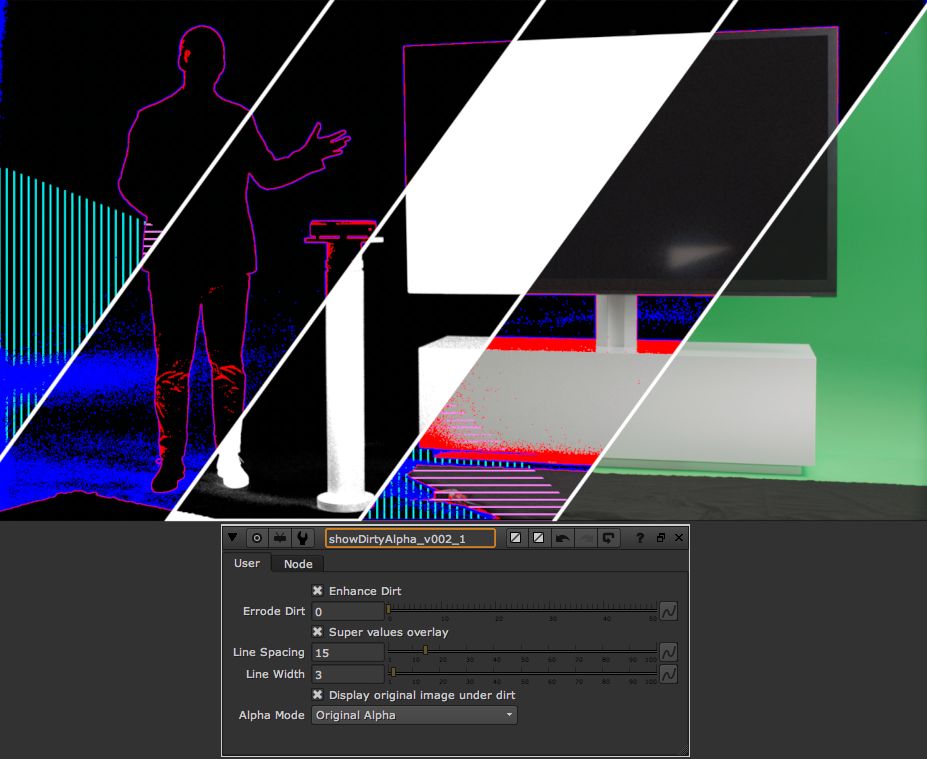 showDirtyAlpha_v002_1
?
User Node
Enhance Dirt
Errode Dirt 0
0 10 20 30 40 50
Super values overlay
Line Spacing 15
1 10 20 30 40 50 60 70 80 90 100
Line Width 3
1 10 20 30 40 50 60 70 80 90 100
Display original image under dirt
Alpha Mode Original Alpha